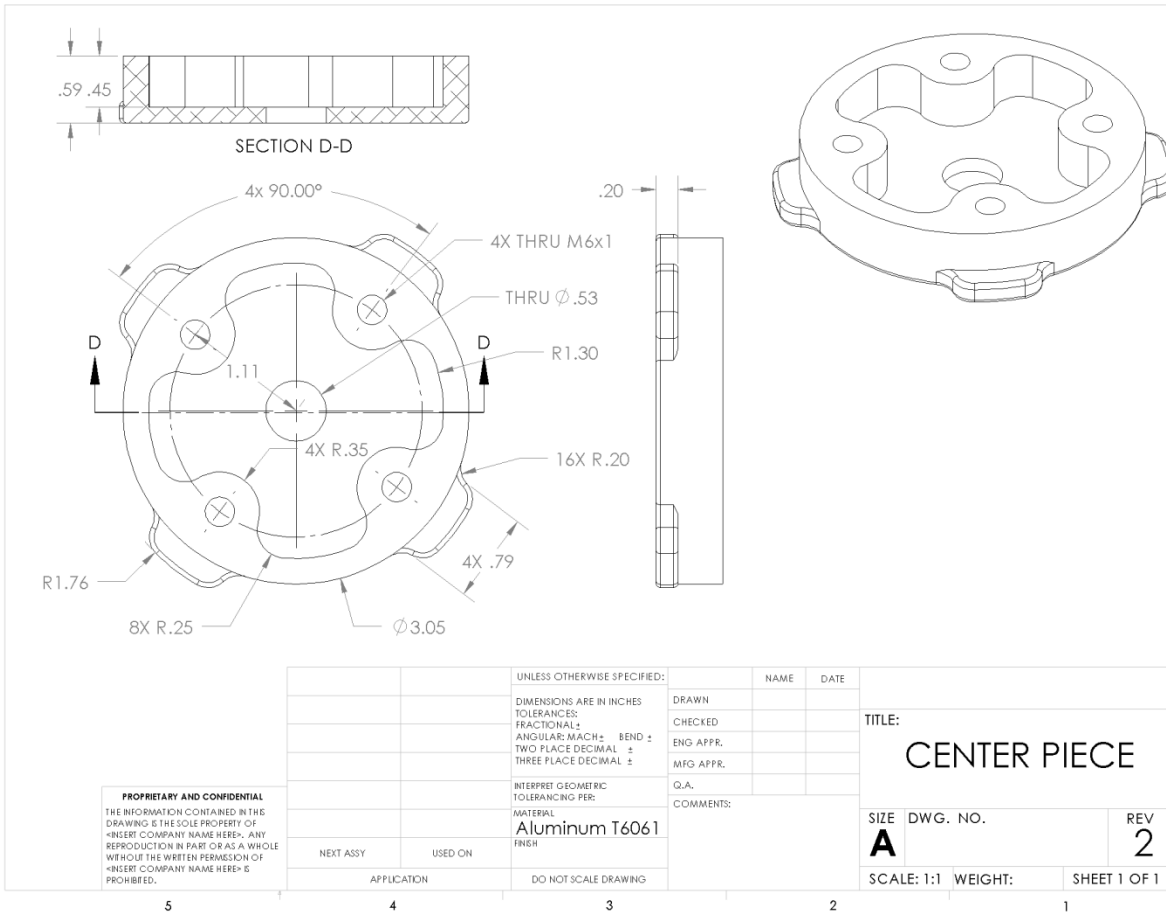 .59 .45
SECTION D-D
4x 90.00°
.20
4X THRU M6x1
THRU ∅ .53
D
D
R1.30
1.11
4X R.35
16X R.20
4X .79
R1.76
8X R.25
∅3.05
UNLESS OTHERWISE SPECIFIED:
DIMENSIONS ARE IN INCHES
TOLERANCES:
FRACTIONAL±
ANGULAR: MACH± BEND ±
TWO PLACE DECIMAL ±
THREE PLACE DECIMAL ±
INTERPRET GEOMETRIC
TOLERANCING PER:
MATERIAL
Aluminum T6061
FINISH
DO NOT SCALE DRAWING
NAME DATE
DRAWN
CHECKED
ENG APPR.
MFG APPR.
Q.A.
COMMENTS:
TITLE:
CENTER PIECE
SIZE DWG. NO. REV
A 2
SCALE: 1:1 WEIGHT: SHEET 1 OF 1
PROPRIETARY AND CONFIDENTIAL
THE INFORMATION CONTAINED IN THIS
DRAWING IS THE SOLE PROPERTY OF
<INSERT COMPANY NAME HERE>. ANY
REPRODUCTION IN PART OR AS A WHOLE
WITHOUT THE WRITTEN PERMISSION OF
<INSERT COMPANY NAME HERE> IS
PROHIBITED.
NEXT ASSY USED ON
APPLICATION
5 4 3 2 1